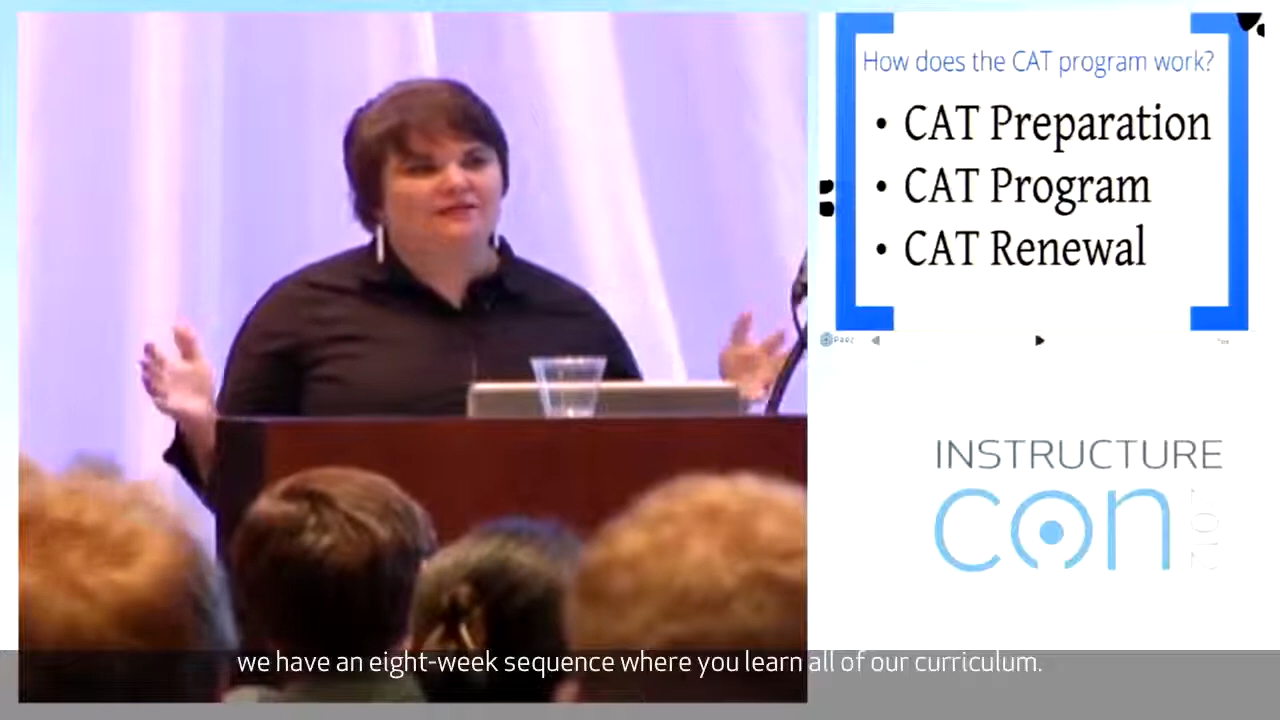 How does the CAT program work?
• CAT Preparation
• CAT Program
• CAT Renewal
INSTRUCTURE
con
we have an eight-week sequence where you learn all of our curriculum.